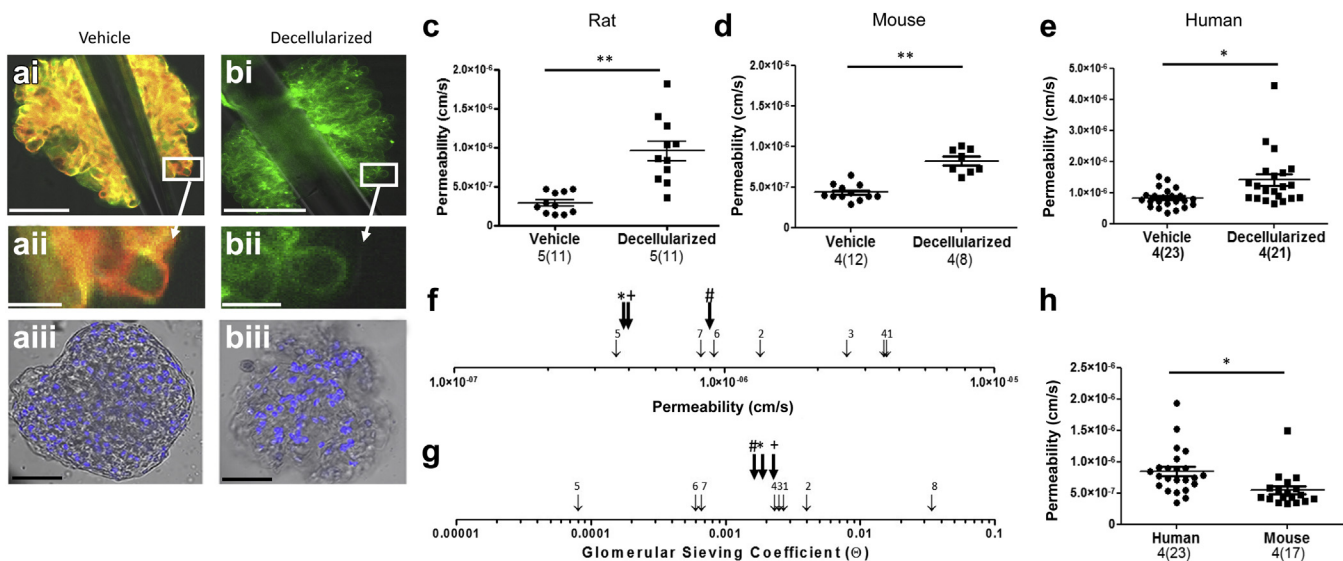 Vehicle
Decellularized
ai
bi
aii
bii
aiii
biii
c
Rat
**
Permeability (cm/s)
2.0×10⁻⁶
1.5×10⁻⁶
1.0×10⁻⁶
5.0×10⁻⁷
0
Vehicle
5(11)
Decellularized
5(11)
d
Mouse
**
Permeability (cm/s)
2.0×10⁻⁶
1.5×10⁻⁶
1.0×10⁻⁶
5.0×10⁻⁷
0
Vehicle
4(12)
Decellularized
4(8)
e
Human
*
Permeability (cm/s)
5.0×10⁻⁶
4.0×10⁻⁶
3.0×10⁻⁶
2.0×10⁻⁶
1.0×10⁻⁶
0
Vehicle
4(23)
Decellularized
4(21)
f
*+ #
5 7 6 2 3 41
1.0×10⁻⁰⁷ 1.0×10⁻⁰⁶ 1.0×10⁻⁰⁵
Permeability (cm/s)
g
#* +
5 6 7 431 2 8
0.00001 0.0001 0.001 0.01 0.1
Glomerular Sieving Coefficient (Θ)
h
*
Permeability (cm/s)
2.5×10⁻⁶
2.0×10⁻⁶
1.5×10⁻⁶
1.0×10⁻⁶
5.0×10⁻⁷
0
Human
4(23)
Mouse
4(17)